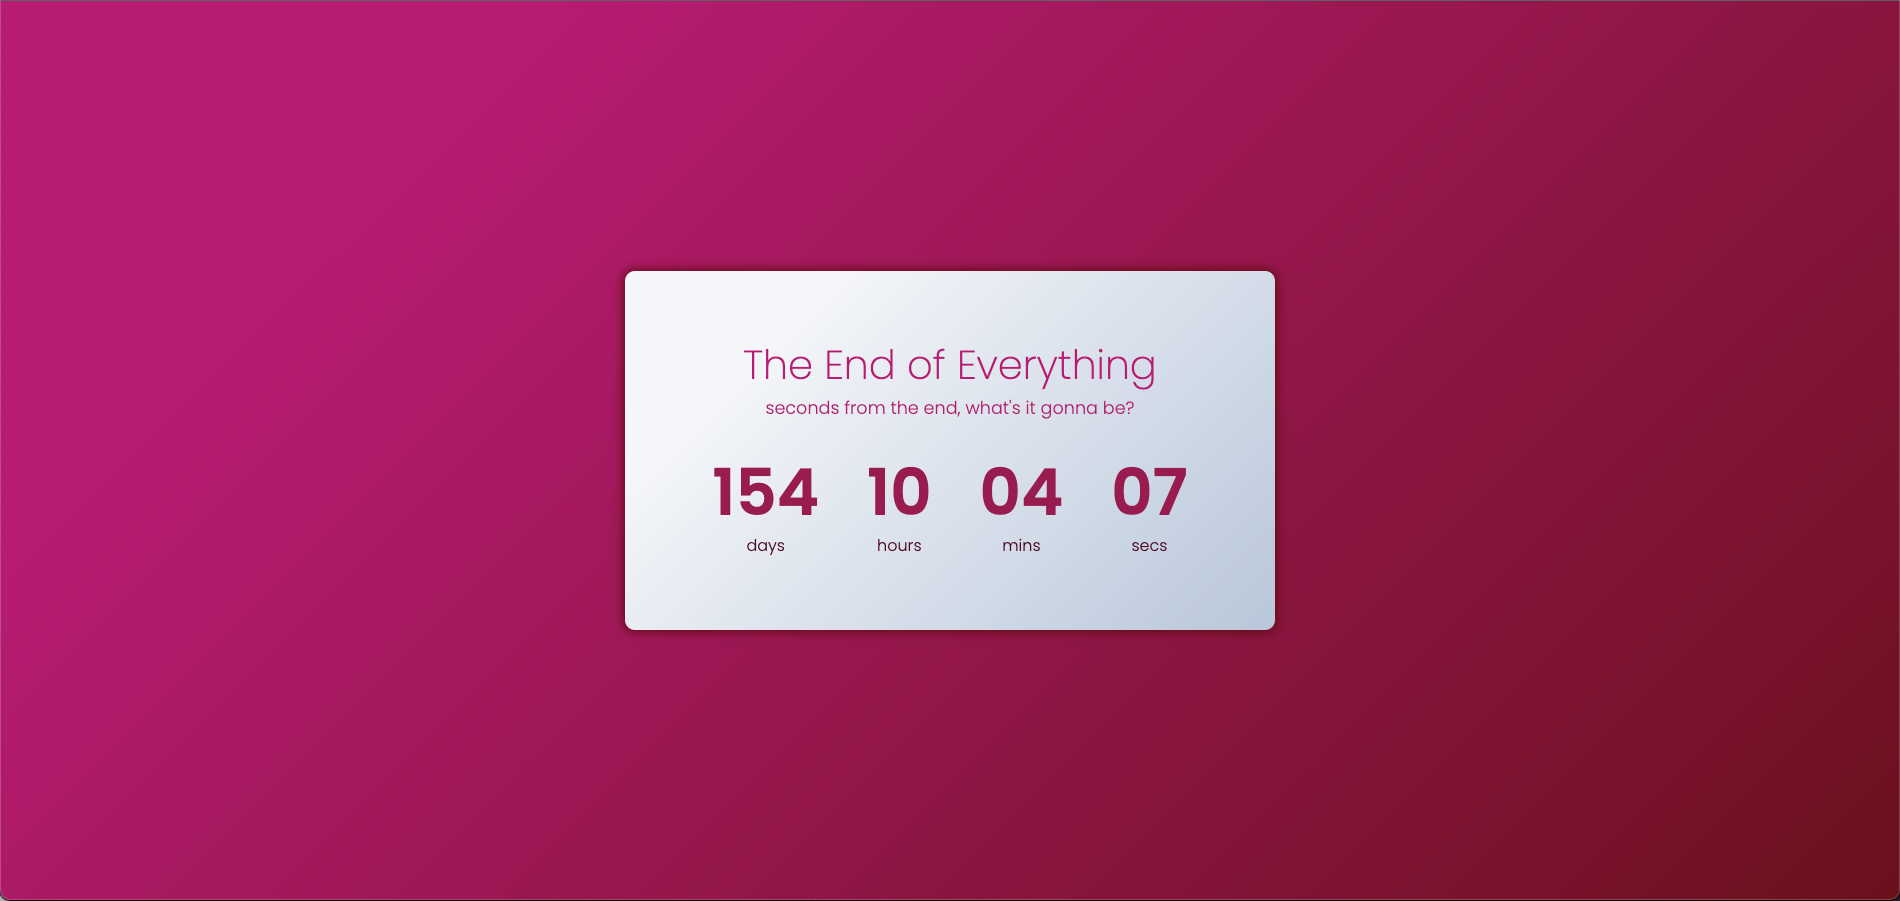 The End of Everything
seconds from the end, what's it gonna be?
154 10 04 07
days hours mins secs